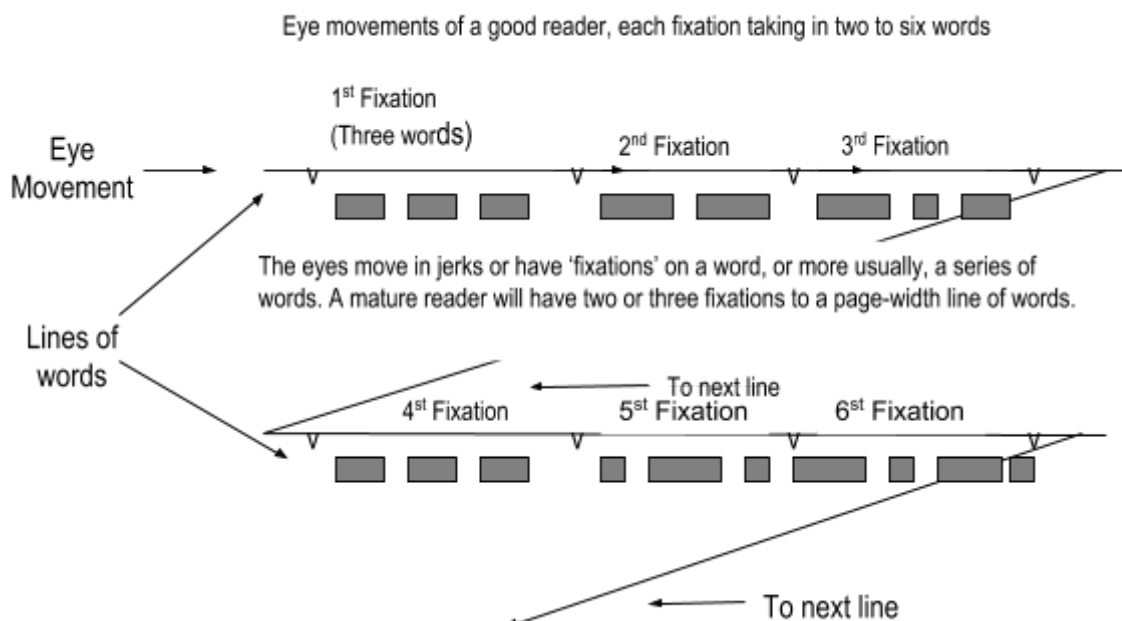 Eye movements of a good reader, each fixation taking in two to six words
1st Fixation
(Three words)
2nd Fixation
3rd Fixation
Eye
Movement
The eyes move in jerks or have ‘fixations’ on a word, or more usually, a series of
words. A mature reader will have two or three fixations to a page-width line of words.
Lines of
words
To next line
4st Fixation
5st Fixation
6st Fixation
To next line